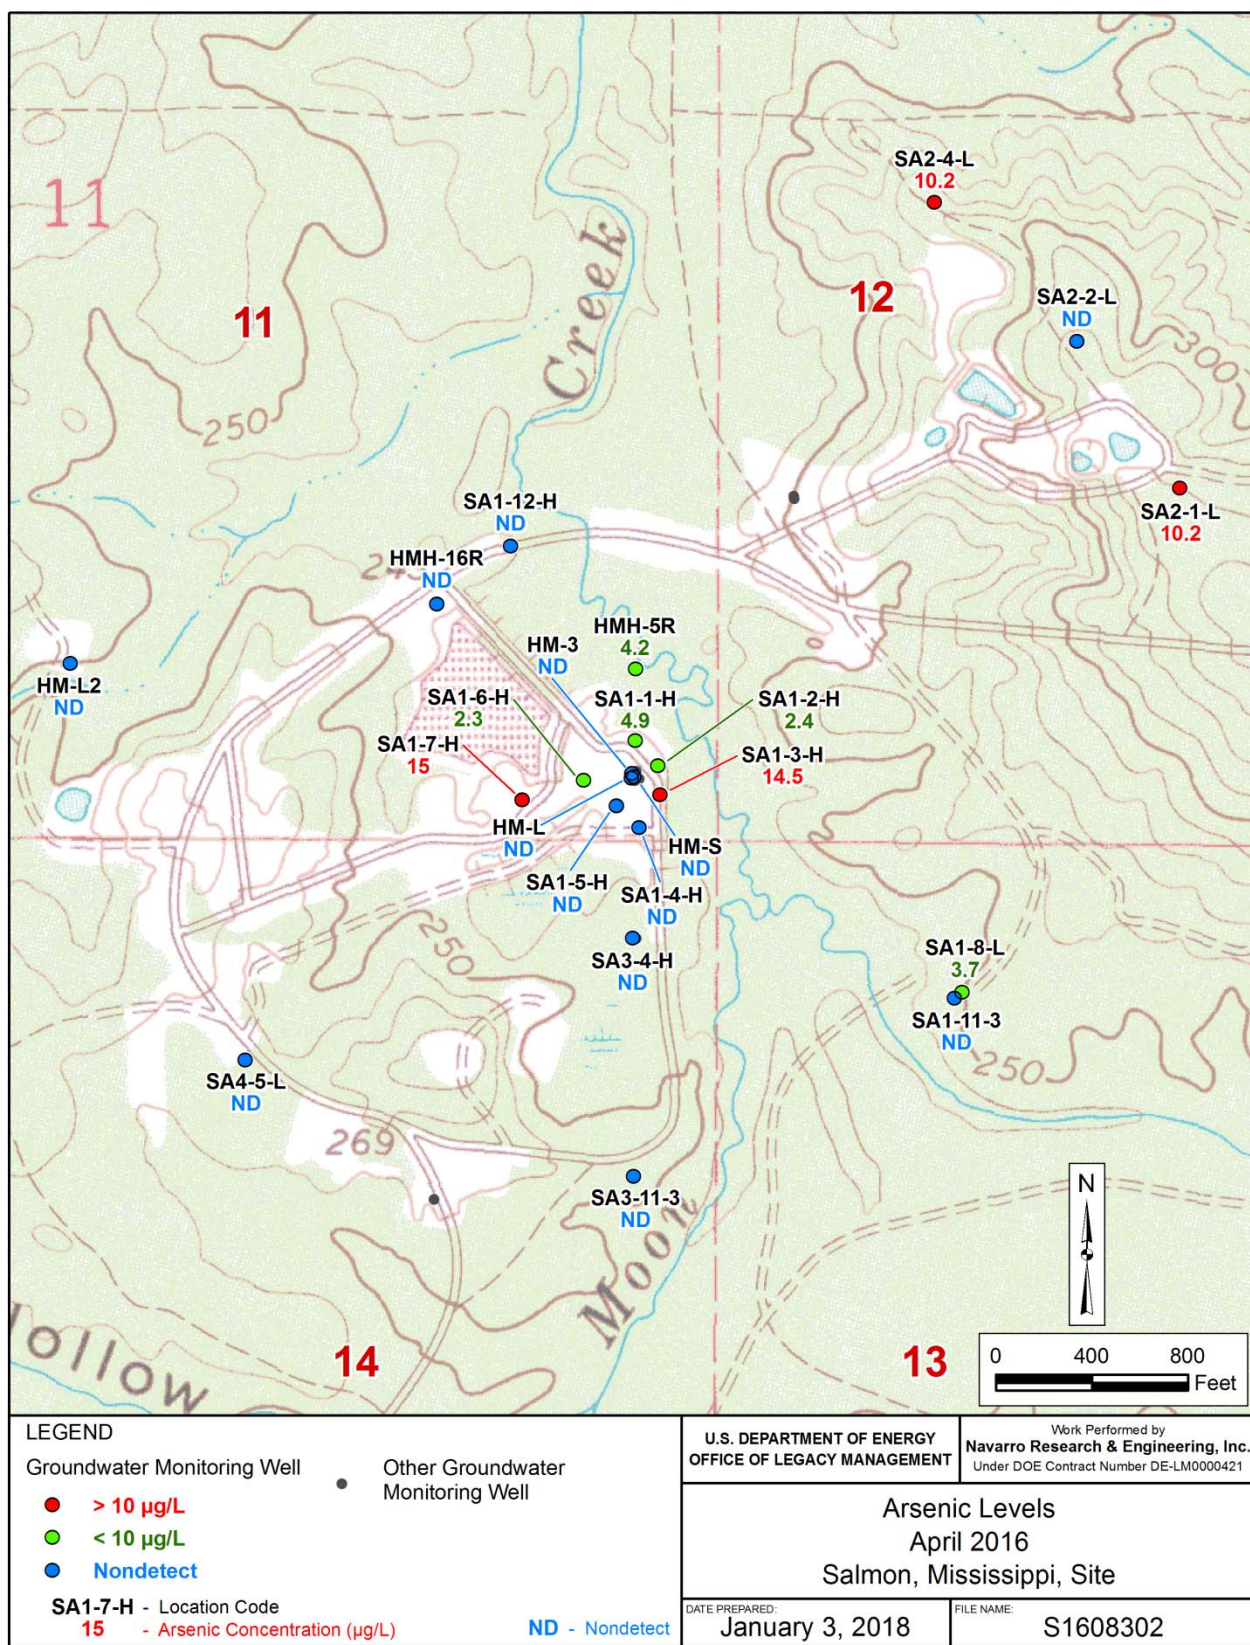 SA2-4-L
10.2
11
Creek
12
SA2-2-L
ND
11
300
250
SA2-1-L
10.2
SA1-12-H
ND
HMH-16R
ND
HM-3
ND
HMH-5R
4.2
HM-L2
ND
SA1-6-H
2.3
SA1-1-H
4.9
SA1-2-H
2.4
SA1-7-H
15
SA1-3-H
14.5
HM-L
ND
HM-S
ND
SA1-5-H
ND
SA1-4-H
ND
250
SA3-4-H
ND
SA1-8-L
3.7
SA1-11-3
ND
250
SA4-5-L
ND
269
SA3-11-3
ND
Moon
N
ollow
14
13
0 400 800
Feet
LEGEND
Groundwater Monitoring Well
> 10 µg/L
< 10 µg/L
Nondetect
Other Groundwater
Monitoring Well
SA1-7-H - Location Code
15 - Arsenic Concentration (µg/L)
ND - Nondetect
U.S. DEPARTMENT OF ENERGY
OFFICE OF LEGACY MANAGEMENT
Work Performed by
Navarro Research & Engineering, Inc.
Under DOE Contract Number DE-LM0000421
Arsenic Levels
April 2016
Salmon, Mississippi, Site
DATE PREPARED:
January 3, 2018
FILE NAME:
S1608302